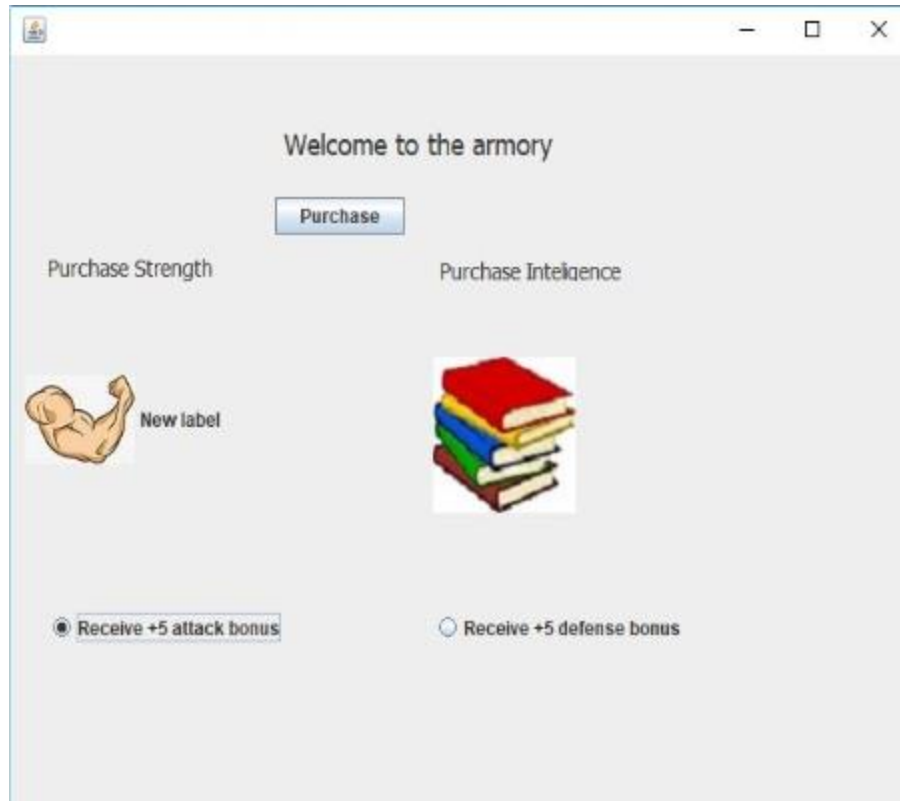 Welcome to the armory
Purchase
Purchase Strength
Purchase Inteligence
New label
Receive +5 attack bonus
Receive +5 defense bonus